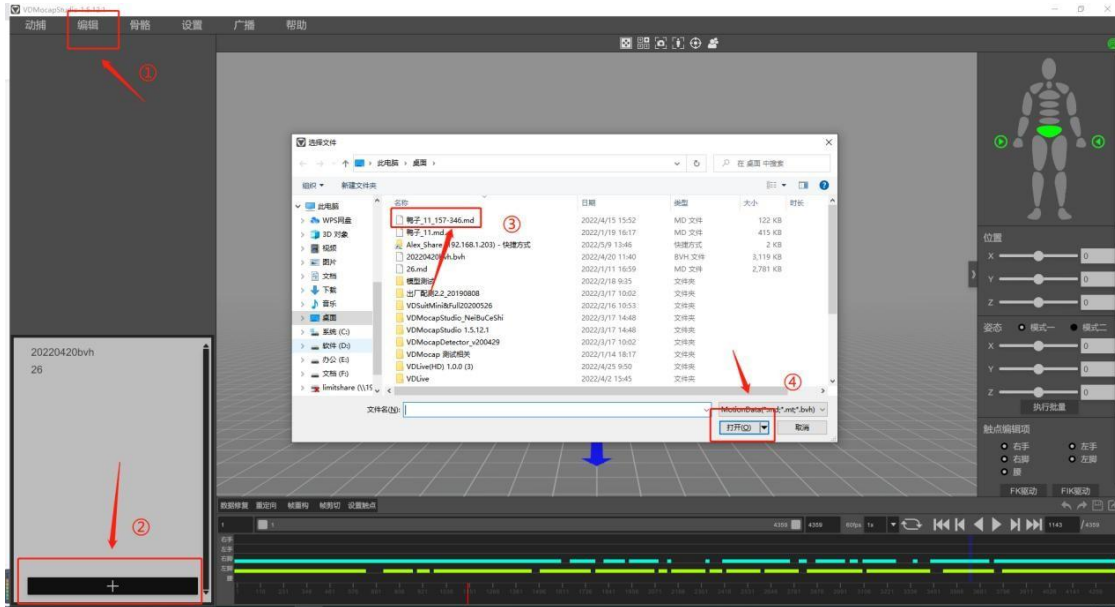 VDMocapStudio 1.5.12.1
动捕 编辑 骨骼 设置 广播 帮助
①
选择文件
此电脑 › 桌面 ›
在 桌面 中搜索
组织 新建文件夹
名称 日期 类型 大小 时长
鸭子_11_157-346.md 2022/4/15 15:52 MD 文件 122 KB
③
鸭子_11.md 2022/1/19 16:17 MD 文件 415 KB
Alex_Share (192.168.1.203) - 快捷方式 2022/5/9 13:46 快捷方式 2 KB
20220420bvh.bvh 2022/4/20 11:40 BVH 文件 3,119 KB
26.md 2022/1/11 16:59 MD 文件 2,781 KB
模型测试 2022/2/18 9:35 文件夹
出厂配测2.2_20190808 2022/3/17 10:02 文件夹
VDSuitMini&Full20200526 2022/2/16 10:53 文件夹
VDMocapStudio_NeiBuCeShi 2022/3/17 14:48 文件夹
VDMocapStudio 1.5.12.1 2022/3/17 14:48 文件夹
VDMocapDetector_v200429 2022/3/17 10:02 文件夹
VDMocap 测试相关 2022/1/14 18:17 文件夹
VDLive(HD) 1.0.0 (3) 2022/4/25 9:50 文件夹
VDLive 2022/4/2 15:45 文件夹
此电脑
WPS网盘
3D 对象
视频
图片
文档
下载
音乐
桌面
系统 (C:)
软件 (D:)
办公 (E:)
文档 (F:)
limitshare (\\19
④
文件名(N):
MotionData(*.md;*.mt;*.bvh)
打开(O) 取消
20220420bvh
26
②
+
位置
X 0
Y 0
Z 0
姿态 模式一 模式二
X 0
Y 0
Z 0
执行批量
触点编辑项
右手 左手
右脚 左脚
腰
FK驱动 FIK驱动
数据修复 重定向 帧重构 帧剪切 设置触点
1 1 4359 4359 60fps 1x 1143 /4359
右手
左手
右脚
左脚
腰